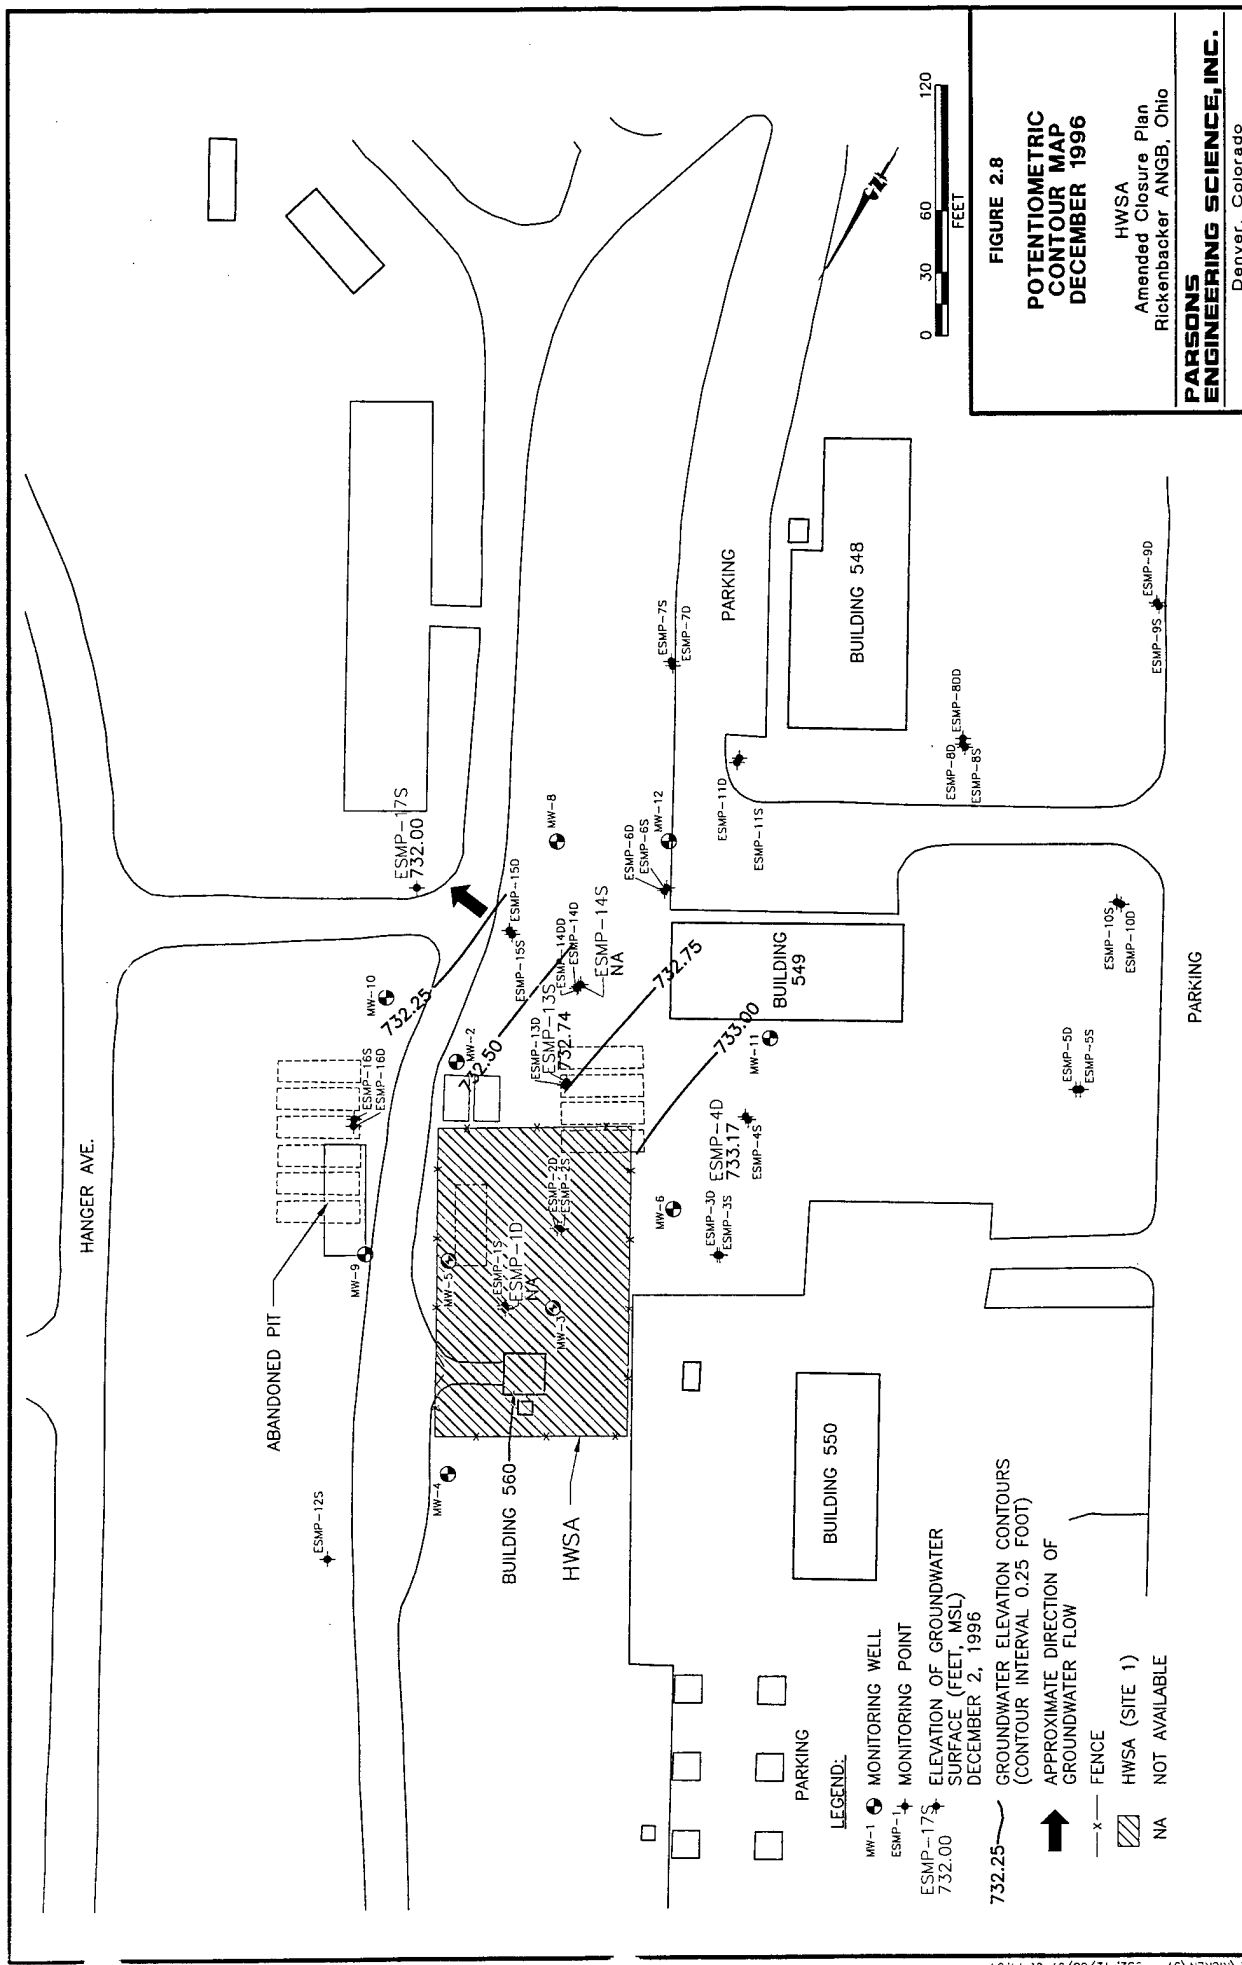 HANGER AVE.
ABANDONED PIT
ESMP-12S
MW-9
ESMP-16S
ESMP-16D
MW-10
732.25
ESMP-17S
732.00
MW-4
MW-5
ESMP-1S
ESMP-1D
NA
MW-3
ESMP-2D
ESMP-2S
BUILDING 560
HWSA
MW-2
732.50
ESMP-13D
ESMP-13S
732.74
ESMP-15S
ESMP-15D
ESMP-14DD
ESMP-14D
ESMP-14S
NA
MW-8
732.75
733.00
MW-6
ESMP-3D
ESMP-3S
ESMP-4D
733.17
ESMP-4S
MW-11
BUILDING
549
ESMP-6D
ESMP-6S
MW-12
ESMP-7S
ESMP-7D
PARKING
ESMP-11D
ESMP-11S
BUILDING 548
ESMP-8D
ESMP-8DD
ESMP-8S
ESMP-9S
ESMP-9D
ESMP-10S
ESMP-10D
ESMP-5D
ESMP-5S
PARKING
BUILDING 550
PARKING
LEGEND:
MW-1 MONITORING WELL
ESMP-1 MONITORING POINT
ESMP-17S ELEVATION OF GROUNDWATER
732.00 SURFACE (FEET, MSL)
DECEMBER 2, 1996
732.25 GROUNDWATER ELEVATION CONTOURS
(CONTOUR INTERVAL 0.25 FOOT)
APPROXIMATE DIRECTION OF
GROUNDWATER FLOW
x FENCE
HWSA (SITE 1)
NA NOT AVAILABLE
N
0 30 60 120
FEET
FIGURE 2.8
POTENTIOMETRIC
CONTOUR MAP
DECEMBER 1996
HWSA
Amended Closure Plan
Rickenbacker ANGB, Ohio
PARSONS
ENGINEERING SCIENCE, INC.
Denver, Colorado